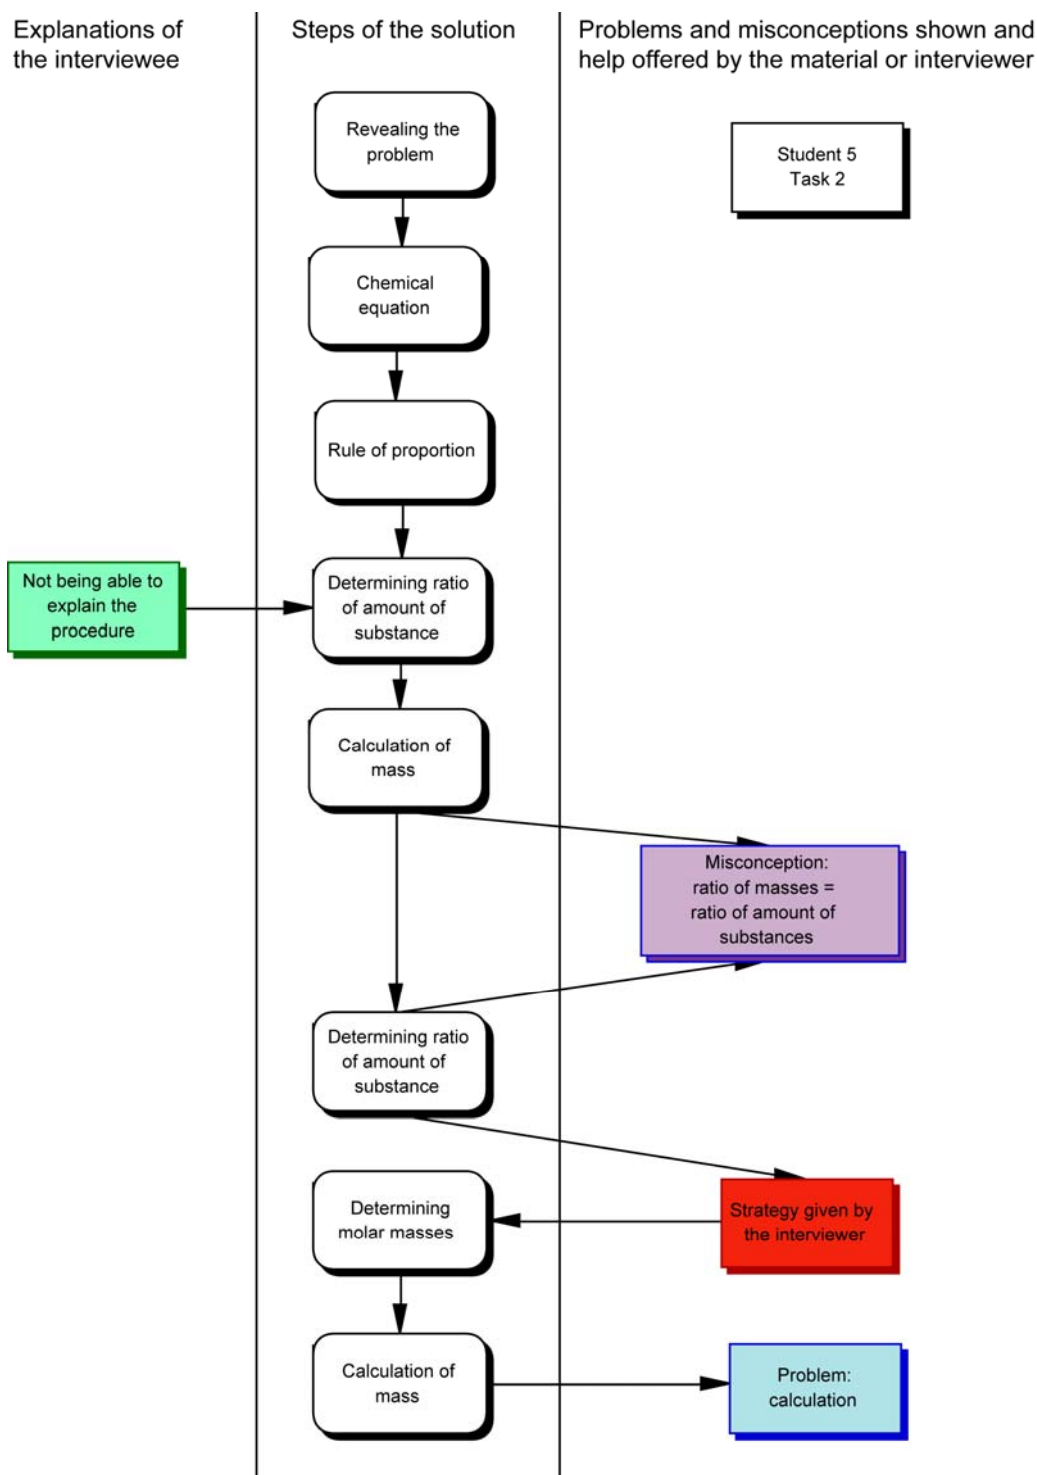 Explanations of
the interviewee
Steps of the solution
Problems and misconceptions shown and
help offered by the material or interviewer
Revealing the
problem
Student 5
Task 2
Chemical
equation
Rule of proportion
Not being able to
explain the
procedure
Determining ratio
of amount of
substance
Calculation of
mass
Misconception:
ratio of masses =
ratio of amount of
substances
Determining ratio
of amount of
substance
Determining
molar masses
Strategy given by
the interviewer
Calculation of
mass
Problem:
calculation